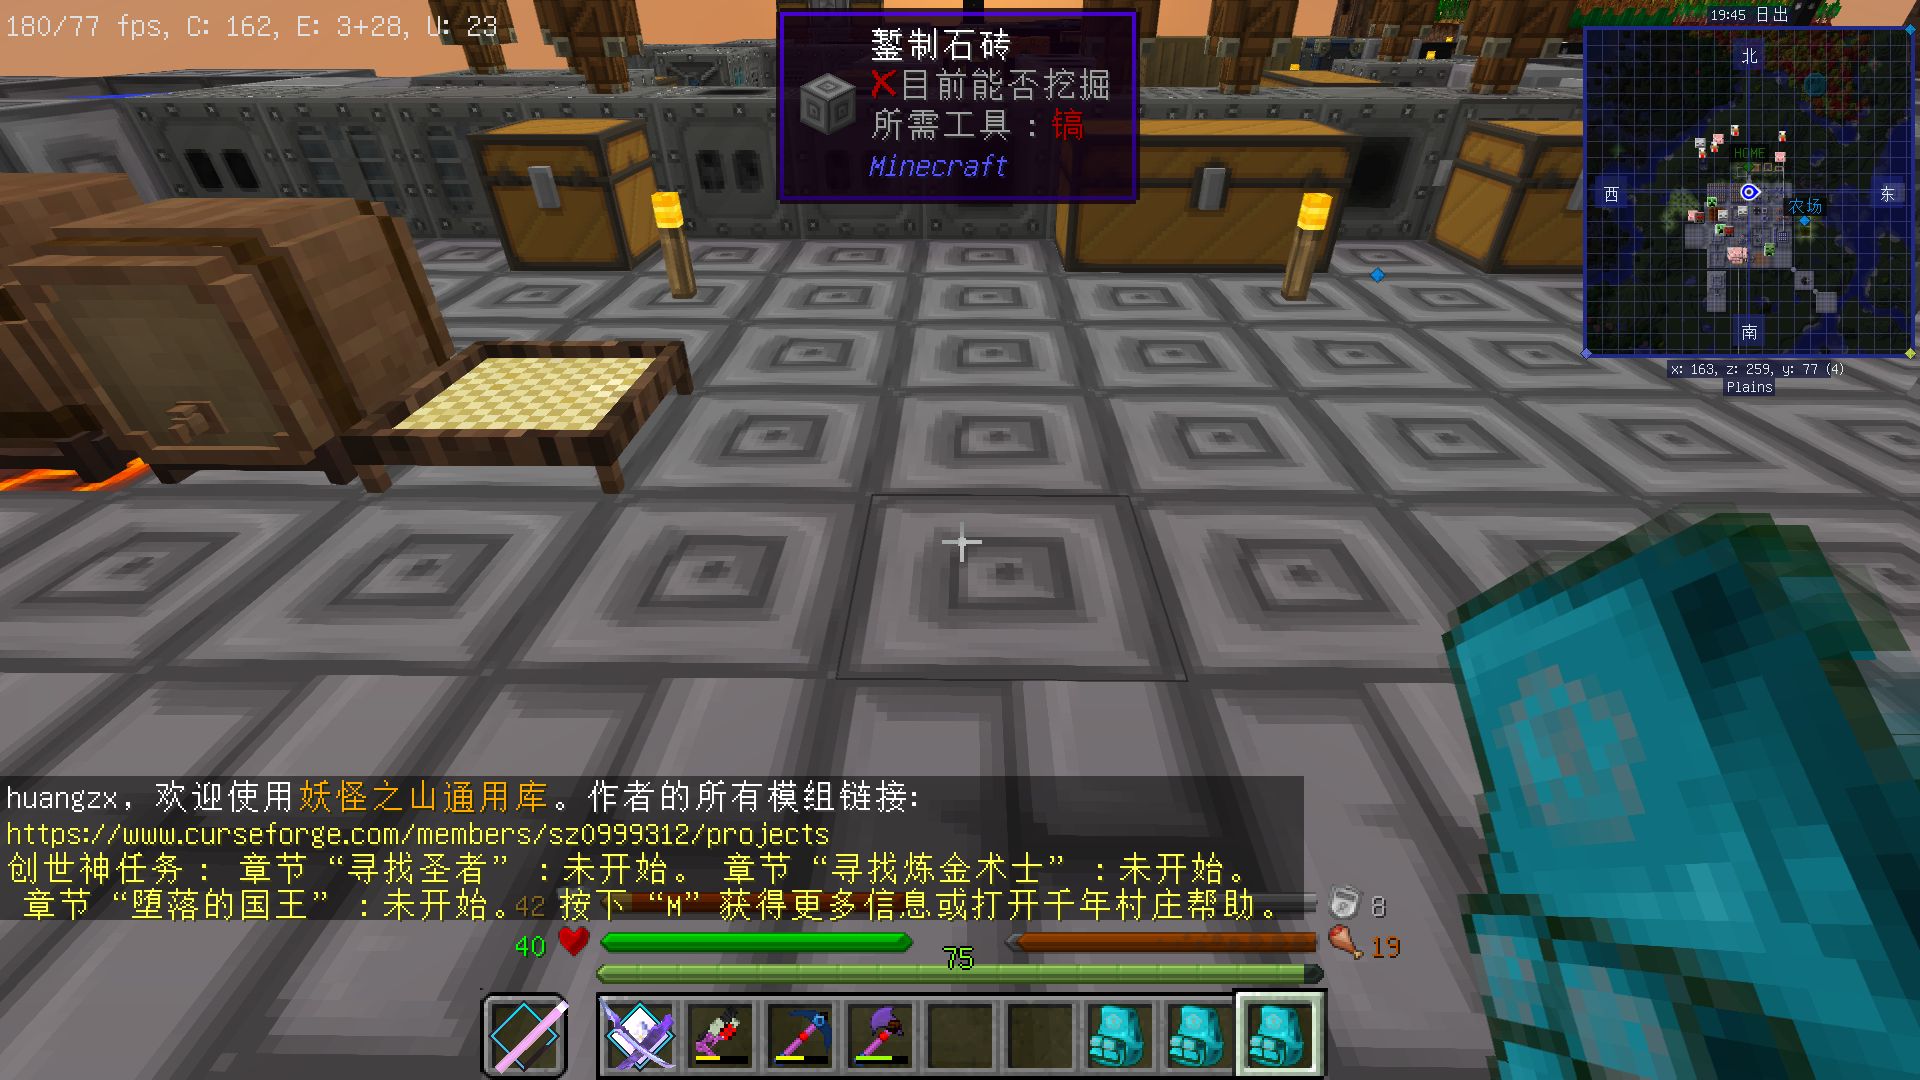 180/77 fps, C: 162, E: 3+28, U: 23
錾制石砖
目前能否挖掘
所需工具：镐
Minecraft
19:45 日出
北
HOME
西
东
农场
南
x: 163, z: 259, y: 77 (4)
Plains
huangzx，欢迎使用妖怪之山通用库。作者的所有模组链接:
https://www.curseforge.com/members/sz0999312/projects
创世神任务： 章节“寻找圣者”：未开始。 章节“寻找炼金术士”：未开始。
章节“堕落的国王”：未开始。按下“M”获得更多信息或打开千年村庄帮助。
42
8
40
75
19